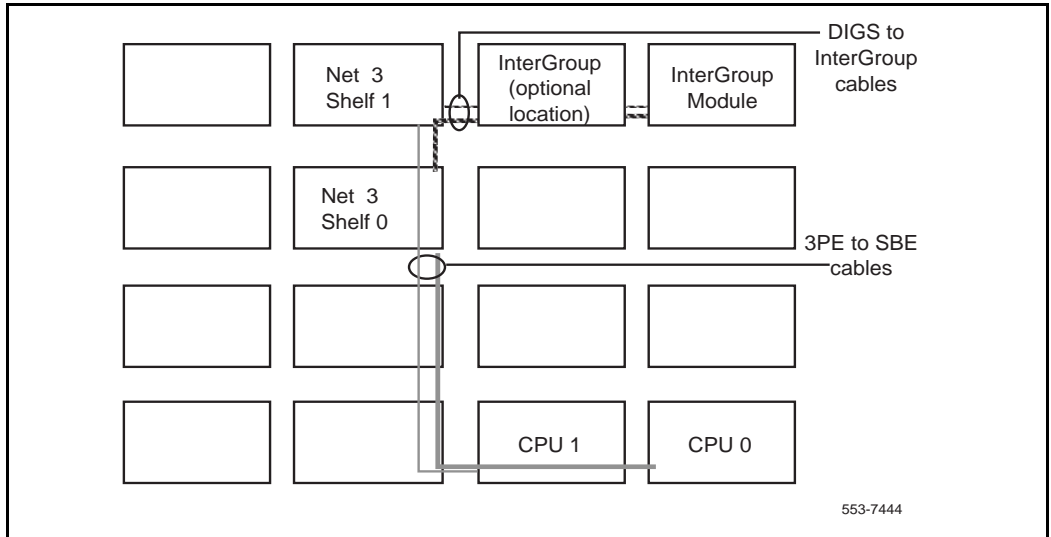 DIGS to
InterGroup
cables
Net 3
Shelf 1
InterGroup
(optional
location)
InterGroup
Module
Net 3
Shelf 0
3PE to SBE
cables
CPU 1
CPU 0
553-7444